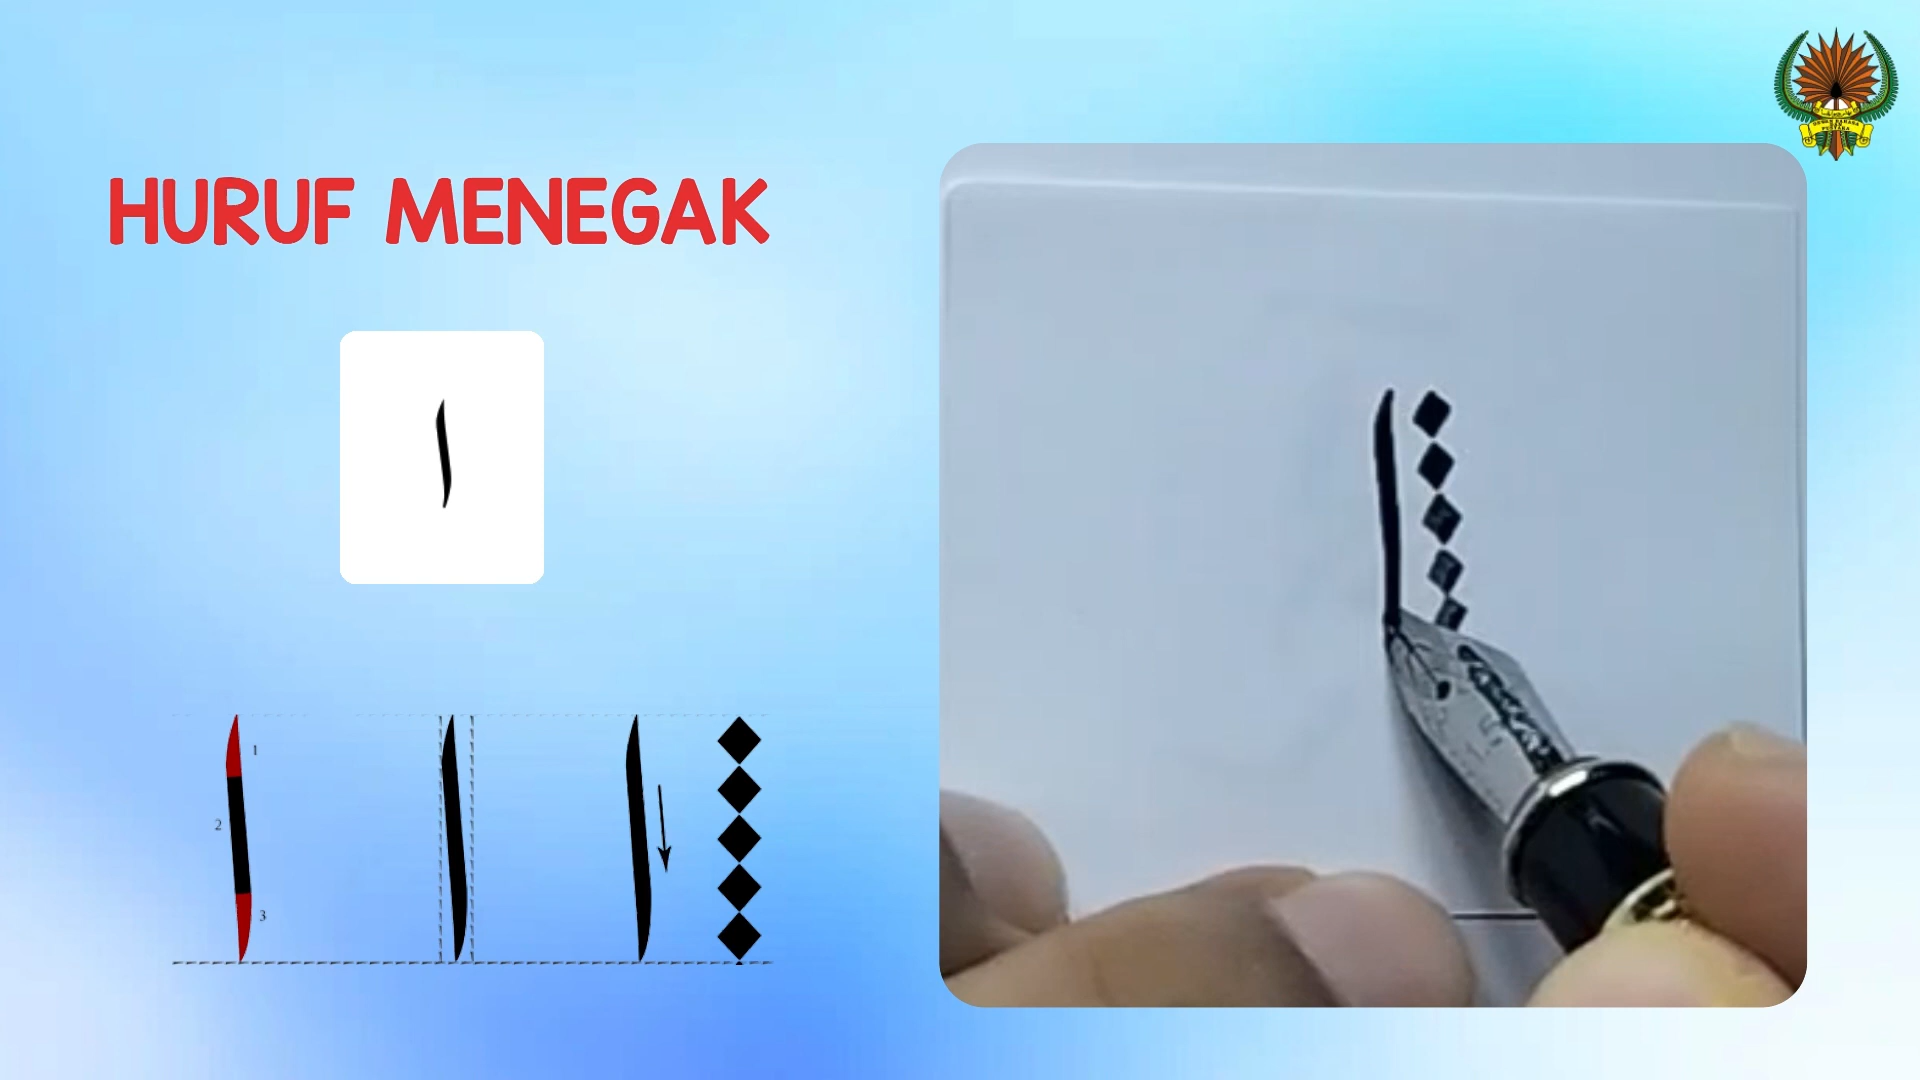 HURUF MENEGAK
ا
1
2
3
ا